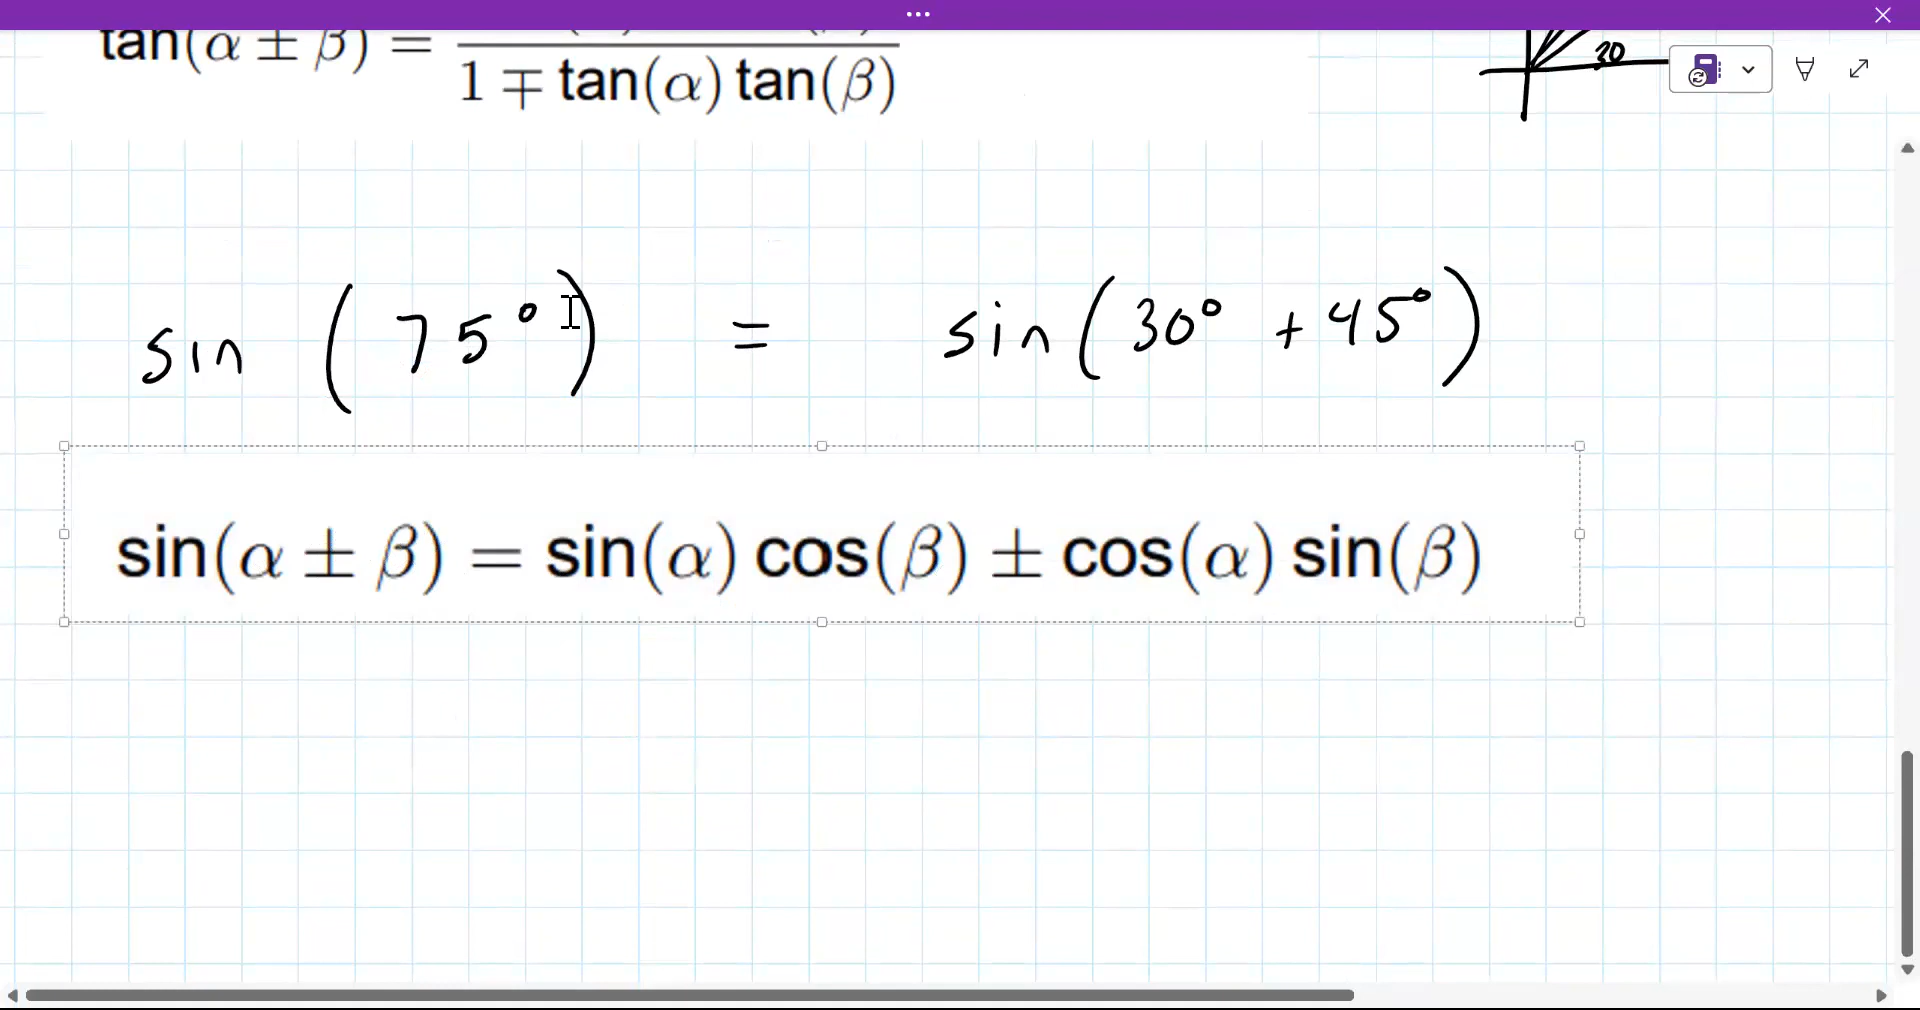 tan(α ± β) =
1 ∓ tan(α) tan(β)
30
sin (75°) = sin(30° + 45°)
sin(α ± β) = sin(α) cos(β) ± cos(α) sin(β)